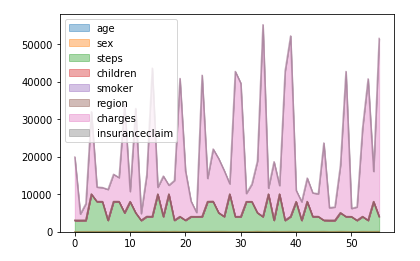 age
sex
steps
children
smoker
region
charges
insuranceclaim
50000
40000
30000
20000
10000
0
0 10 20 30 40 50